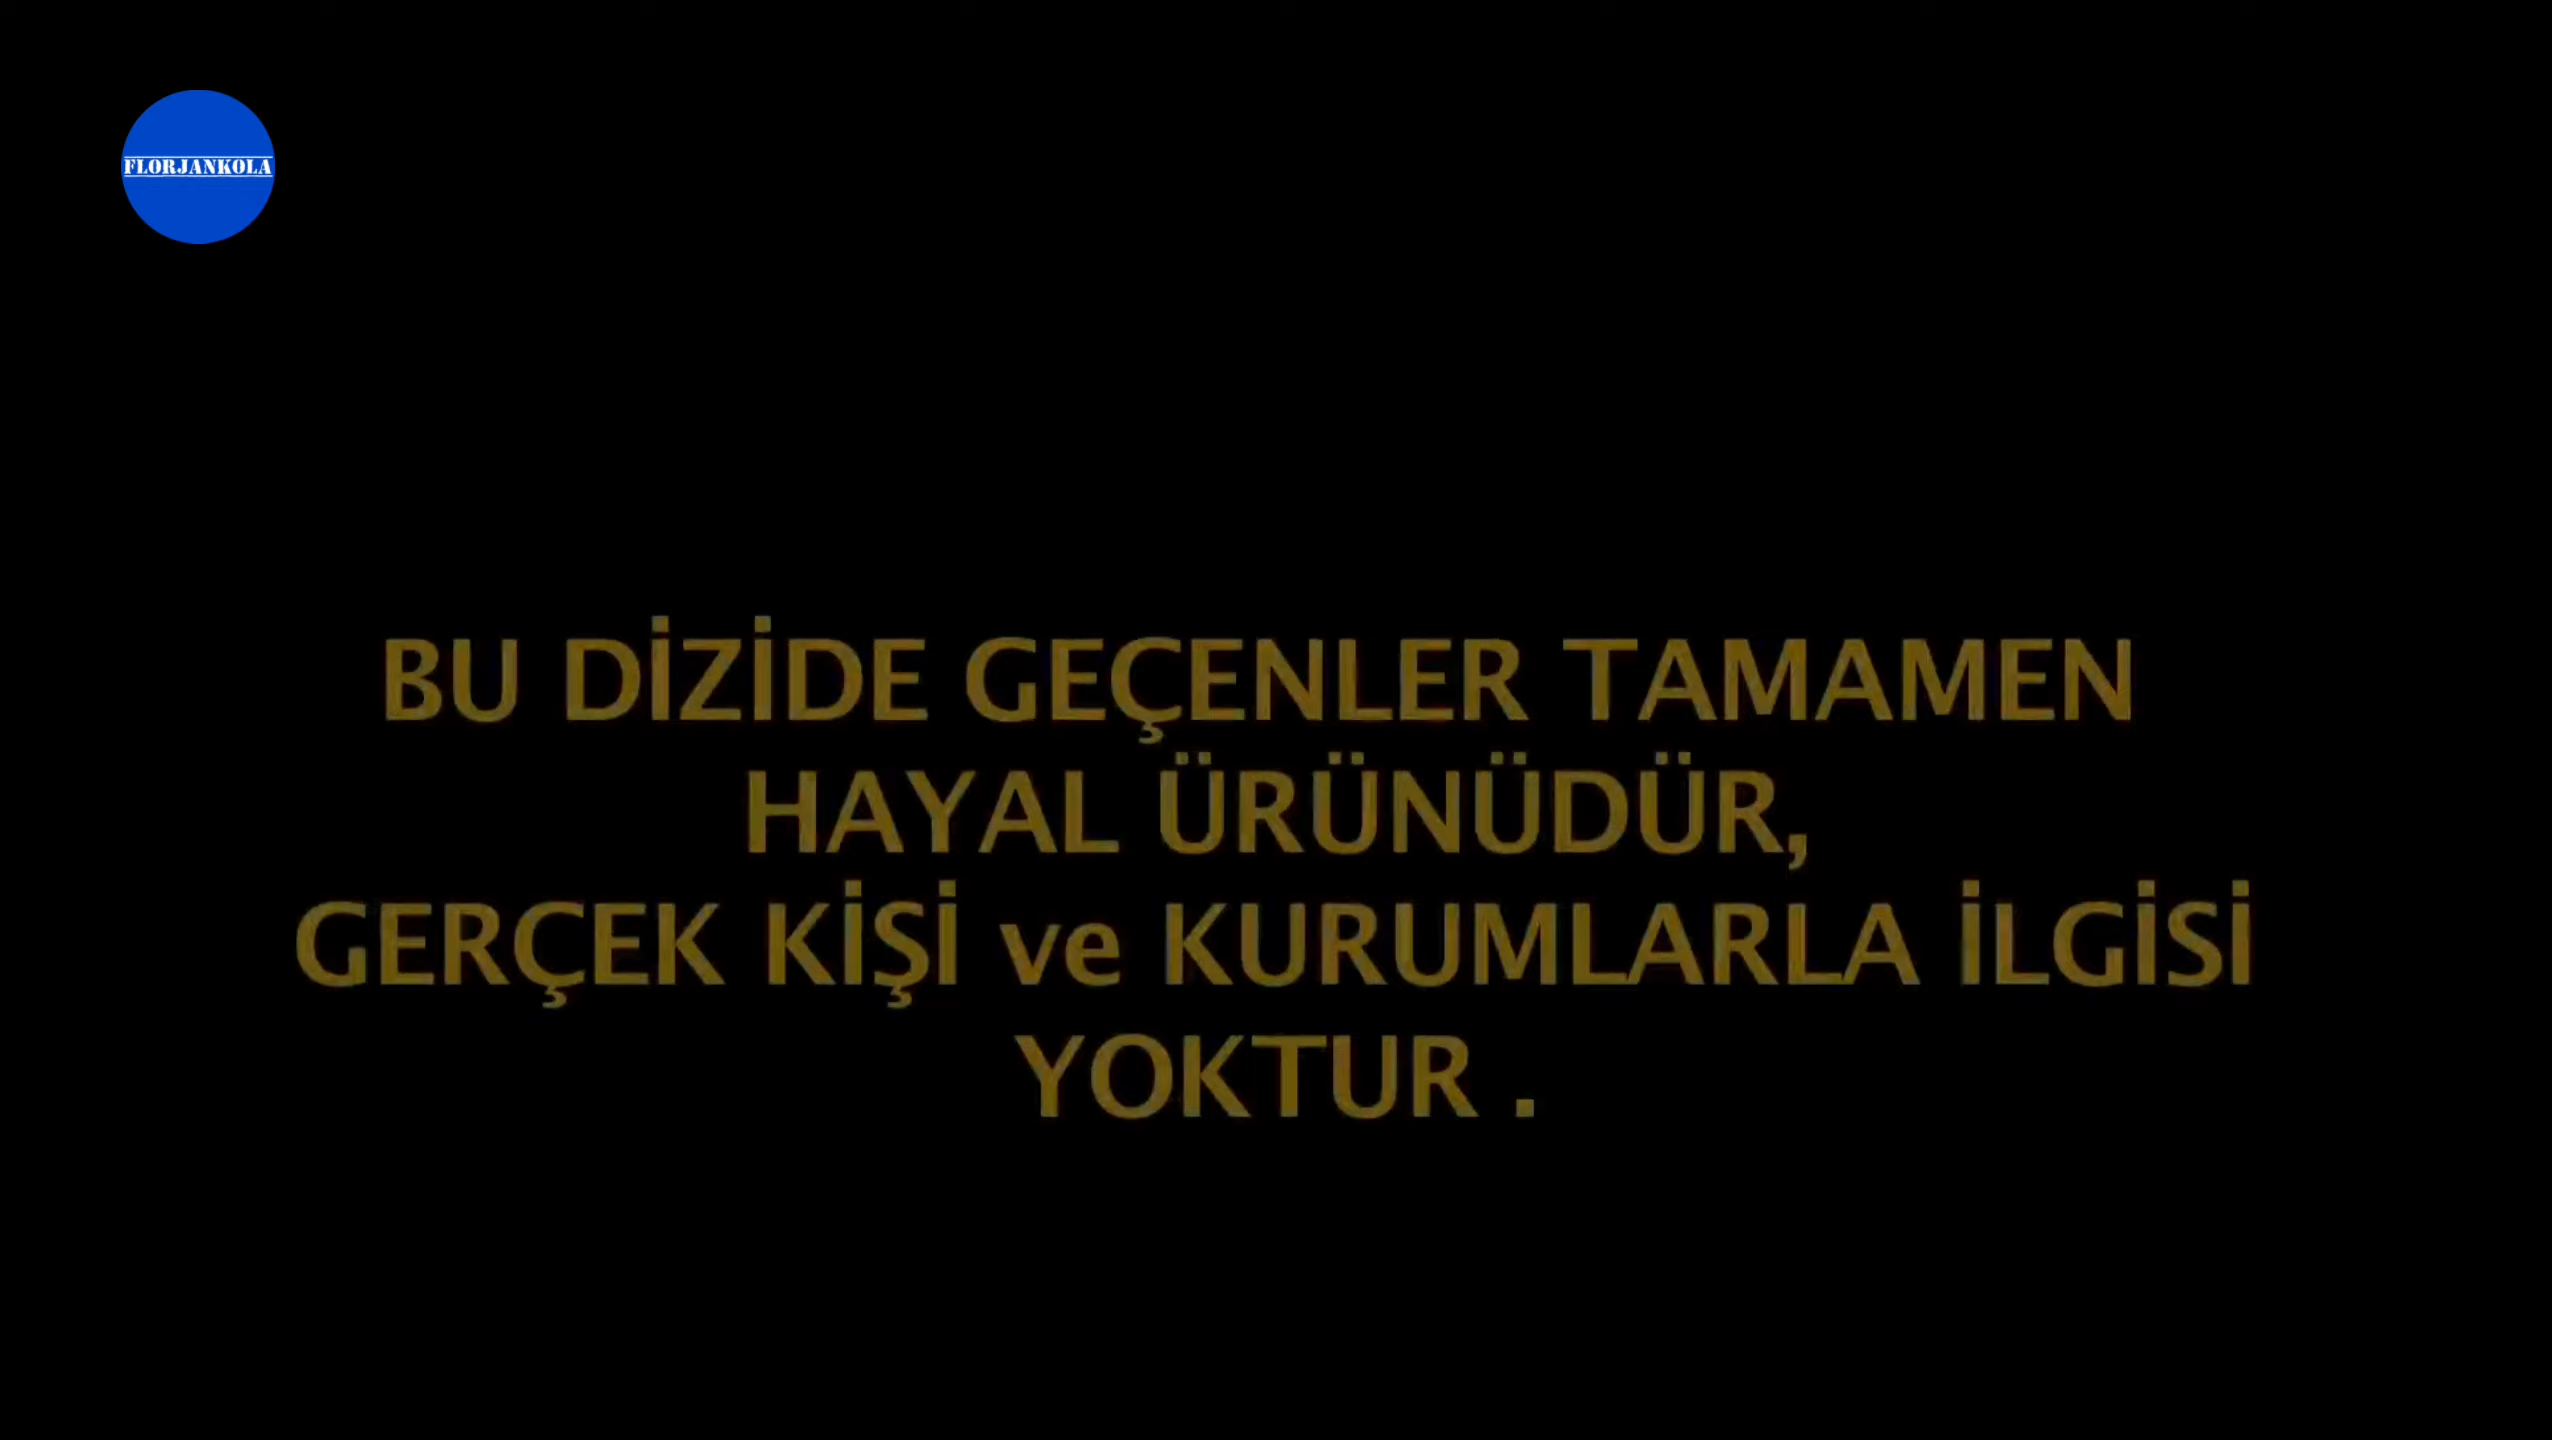 FLORJANKOLA
BU DİZİDE GEÇENLER TAMAMEN
HAYAL ÜRÜNÜDÜR,
GERÇEK KİŞİ ve KURUMLARLA İLGİSİ
YOKTUR .